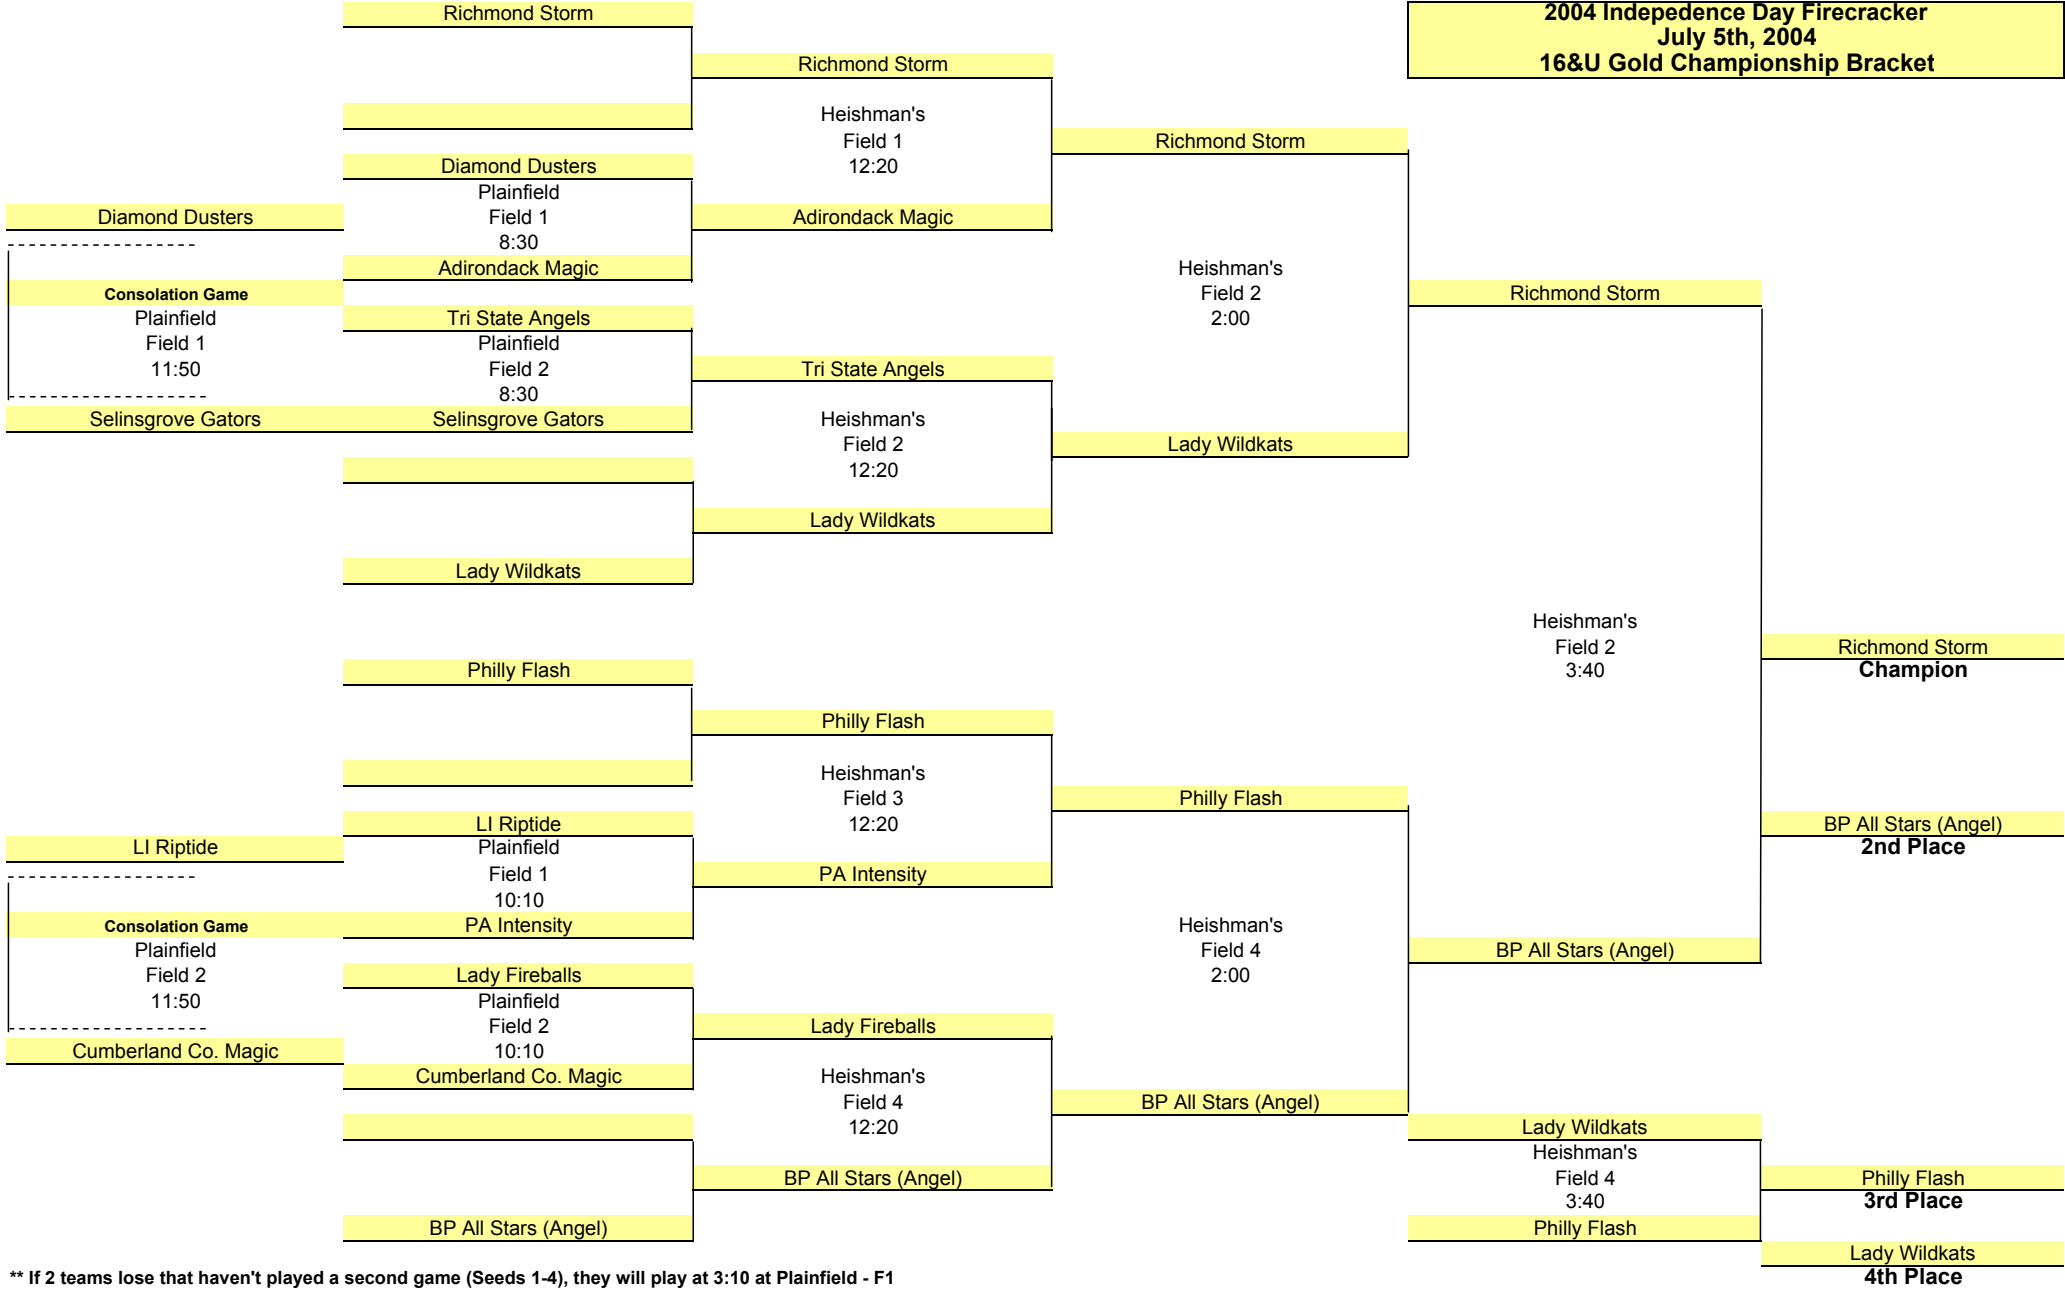 Richmond Storm
2004 Indepedence Day Firecracker
July 5th, 2004
16&U Gold Championship Bracket
Richmond Storm
Heishman's
Field 1
12:20
Richmond Storm
Diamond Dusters
Plainfield
Field 1
8:30
Diamond Dusters
Adirondack Magic
Adirondack Magic
Heishman's
Field 2
2:00
Consolation Game
Plainfield
Field 1
11:50
Richmond Storm
Tri State Angels
Plainfield
Field 2
8:30
Tri State Angels
Selinsgrove Gators
Selinsgrove Gators
Heishman's
Field 2
12:20
Lady Wildkats
Lady Wildkats
Lady Wildkats
Heishman's
Field 2
3:40
Richmond Storm
Champion
Philly Flash
Philly Flash
Heishman's
Field 3
12:20
Philly Flash
LI Riptide
Plainfield
Field 1
10:10
BP All Stars (Angel)
2nd Place
LI Riptide
PA Intensity
Consolation Game
Plainfield
Field 2
11:50
PA Intensity
Heishman's
Field 4
2:00
BP All Stars (Angel)
Lady Fireballs
Plainfield
Field 2
10:10
Lady Fireballs
Cumberland Co. Magic
Cumberland Co. Magic
Heishman's
Field 4
12:20
BP All Stars (Angel)
Lady Wildkats
Heishman's
Field 4
3:40
BP All Stars (Angel)
Philly Flash
3rd Place
BP All Stars (Angel)
Philly Flash
Lady Wildkats
4th Place
** If 2 teams lose that haven't played a second game (Seeds 1-4), they will play at 3:10 at Plainfield - F1